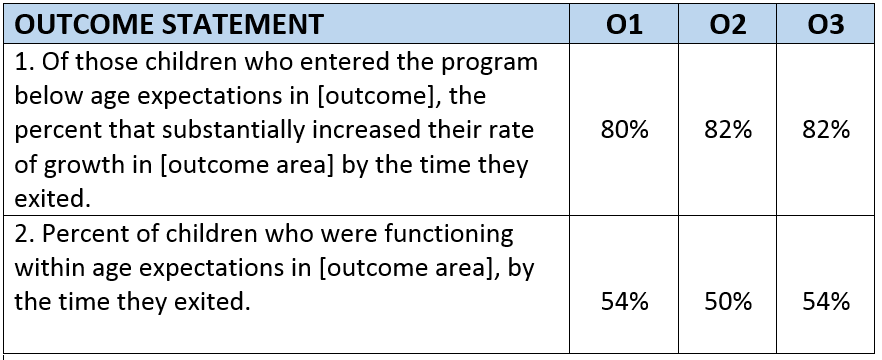 OUTCOME STATEMENT O1 O2 O3
1. Of those children who entered the program
below age expectations in [outcome], the
percent that substantially increased their rate
of growth in [outcome area] by the time they
exited.
80% 82% 82%
2. Percent of children who were functioning
within age expectations in [outcome area], by
the time they exited.
54% 50% 54%